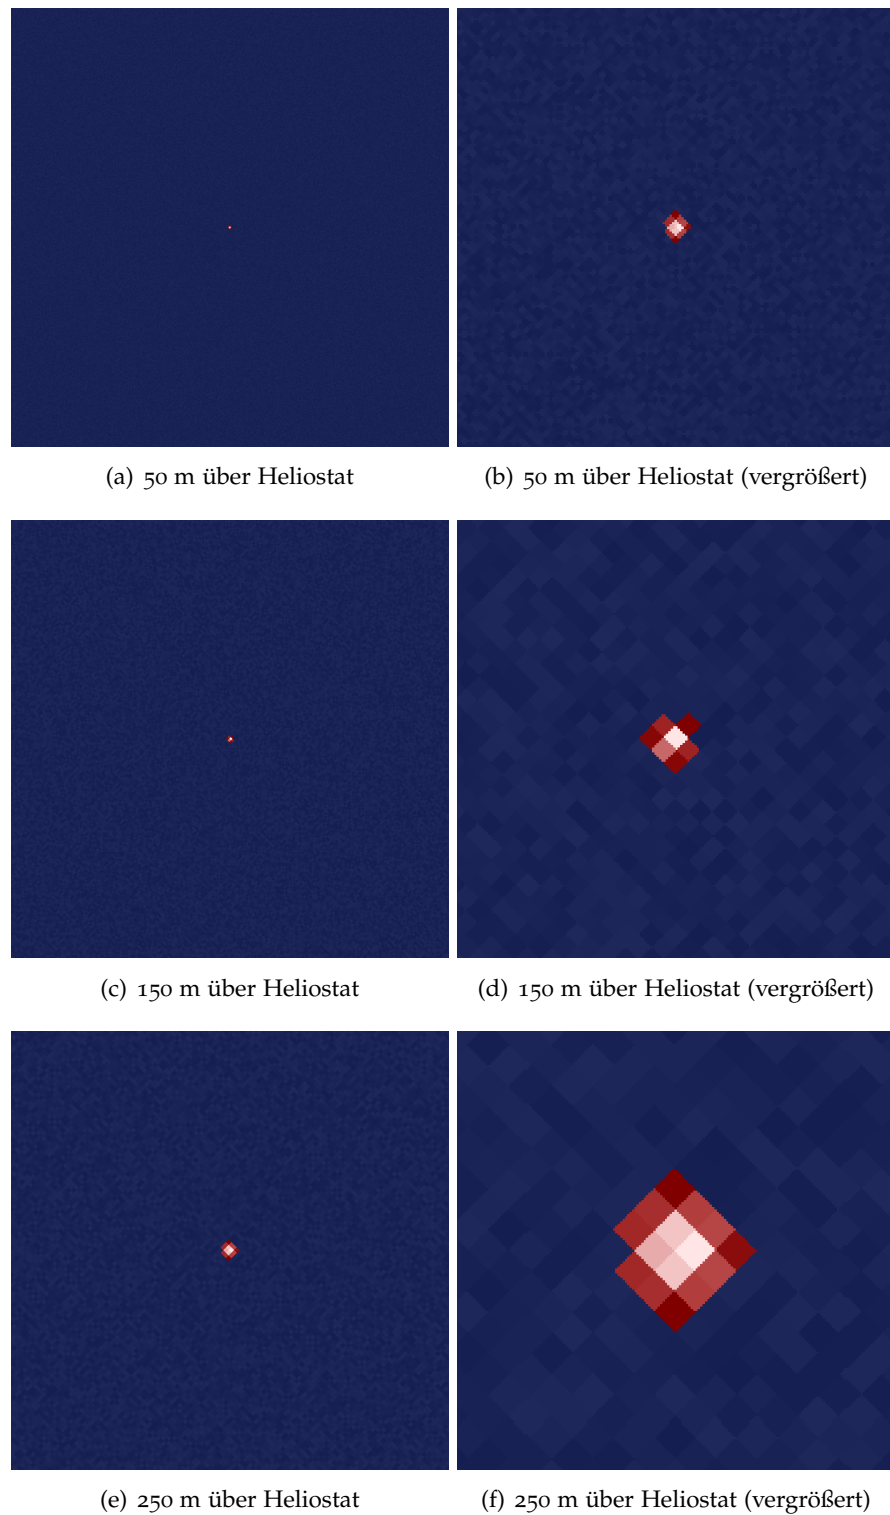 (a) 50 m über Heliostat
(b) 50 m über Heliostat (vergrößert)
(c) 150 m über Heliostat
(d) 150 m über Heliostat (vergrößert)
(e) 250 m über Heliostat
(f) 250 m über Heliostat (vergrößert)